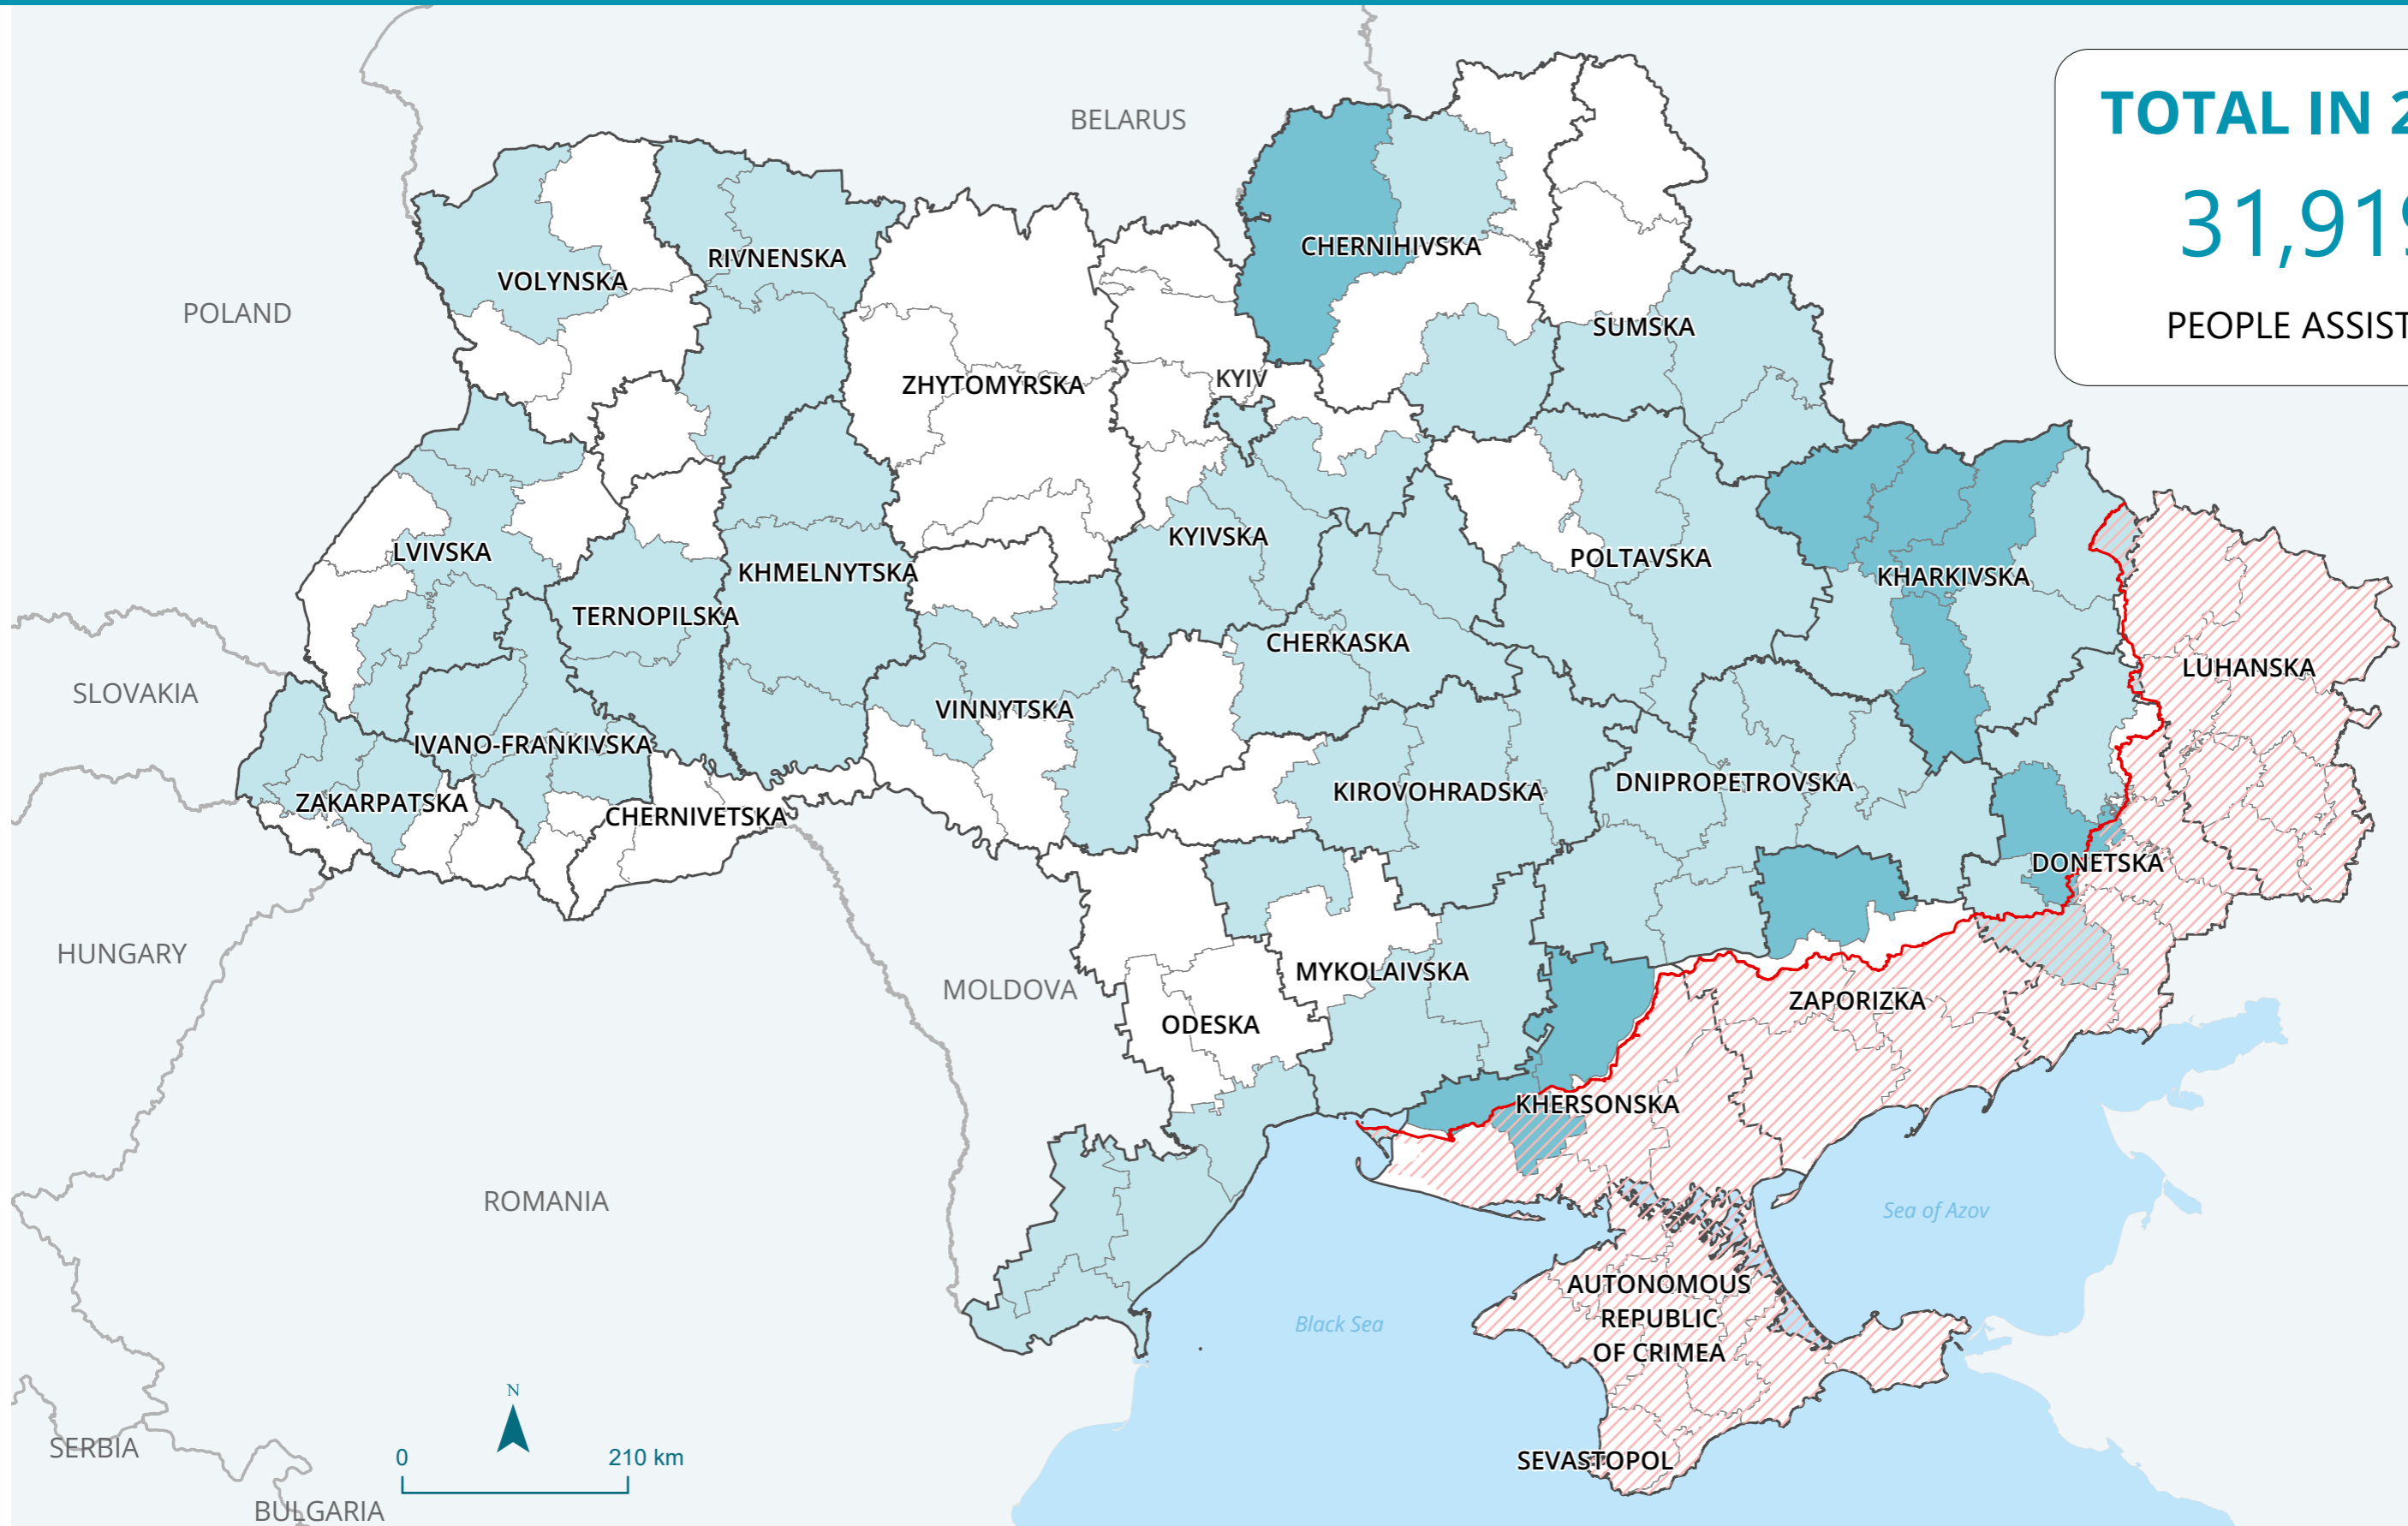 TOTAL IN 2
31,919
PEOPLE ASSIST
BELARUS
CHERNIHIVSKA
RIVNENSKA
VOLYNSKA
POLAND
SUMSKA
KYIV
ZHYTOMYRSKA
KYIVSKA
LVIVSKA
POLTAVSKA
KHMELNYTSKA
KHARKIVSKA
TERNOPILSKA
CHERKASKA
LUHANSKA
SLOVAKIA
VINNYTSKA
IVANO-FRANKIVSKA
DNIPROPETROVSKA
KIROVOHRADSKA
ZAKARPATSKA
CHERNIVETSKA
DONETSKA
HUNGARY
MYKOLAIVSKA
MOLDOVA
ZAPORIZKA
ODESKA
KHERSONSKA
ROMANIA
Sea of Azov
AUTONOMOUS
REPUBLIC
OF CRIMEA
Black Sea
N
SERBIA
0 210 km
SEVASTOPOL
BULGARIA